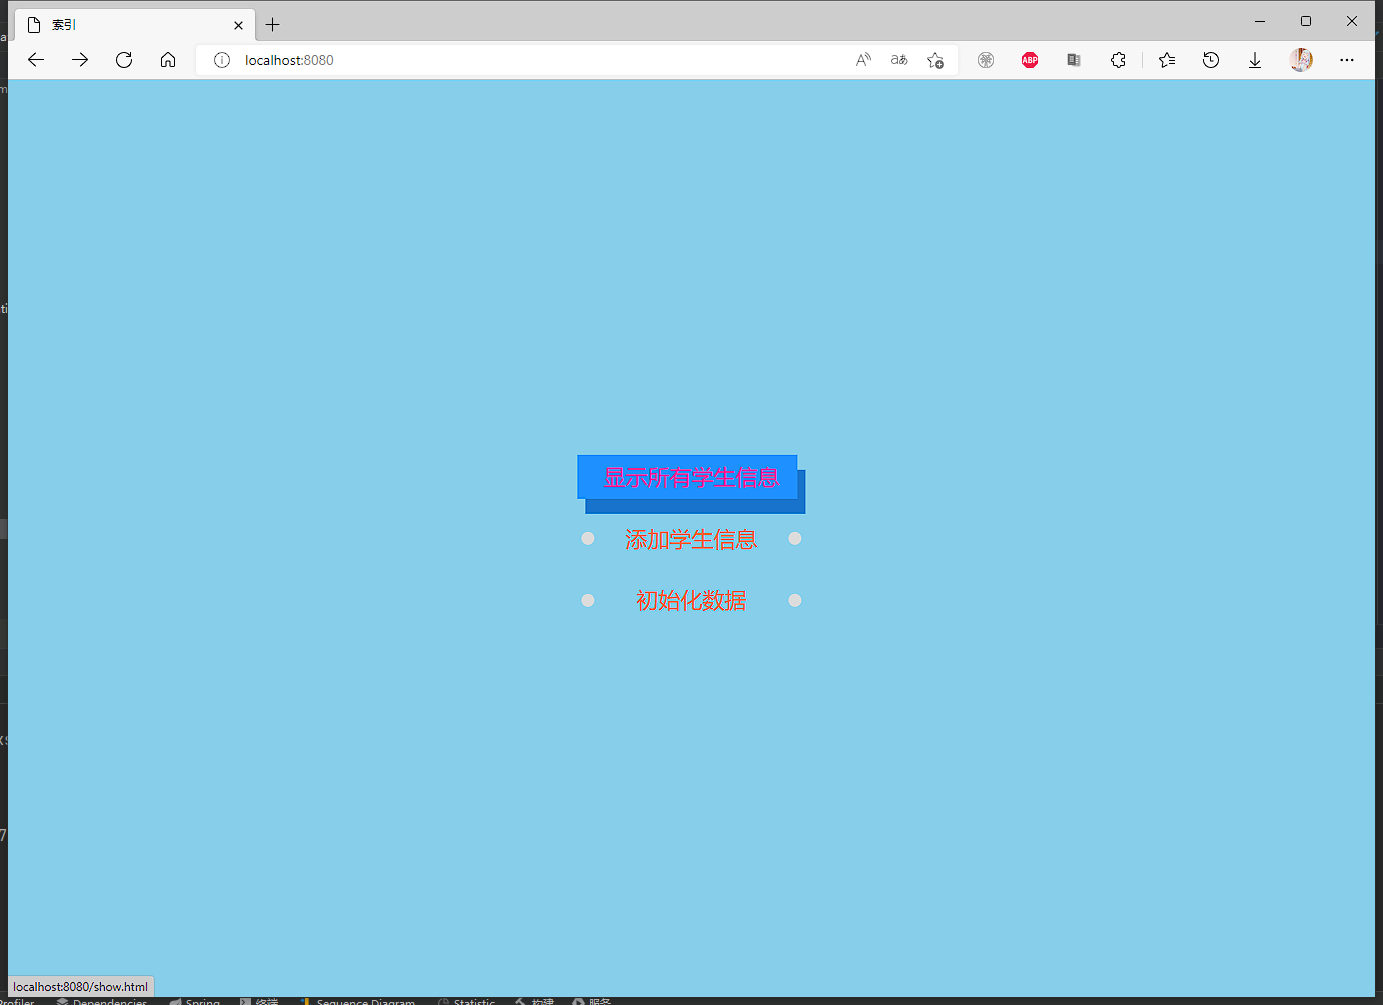 索引
localhost:8080
ABP
显示所有学生信息
添加学生信息
初始化数据
localhost:8080/show.html
Profiler Dependencies Spring 终端 Sequence Diagram Statistic 构建 服务